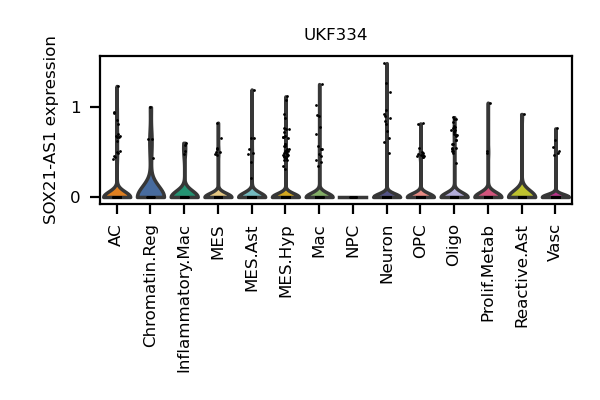 UKF334
SOX21-AS1 expression
1
0
AC
Chromatin.Reg
Inflammatory.Mac
MES
MES.Ast
MES.Hyp
Mac
NPC
Neuron
OPC
Oligo
Prolif.Metab
Reactive.Ast
Vasc